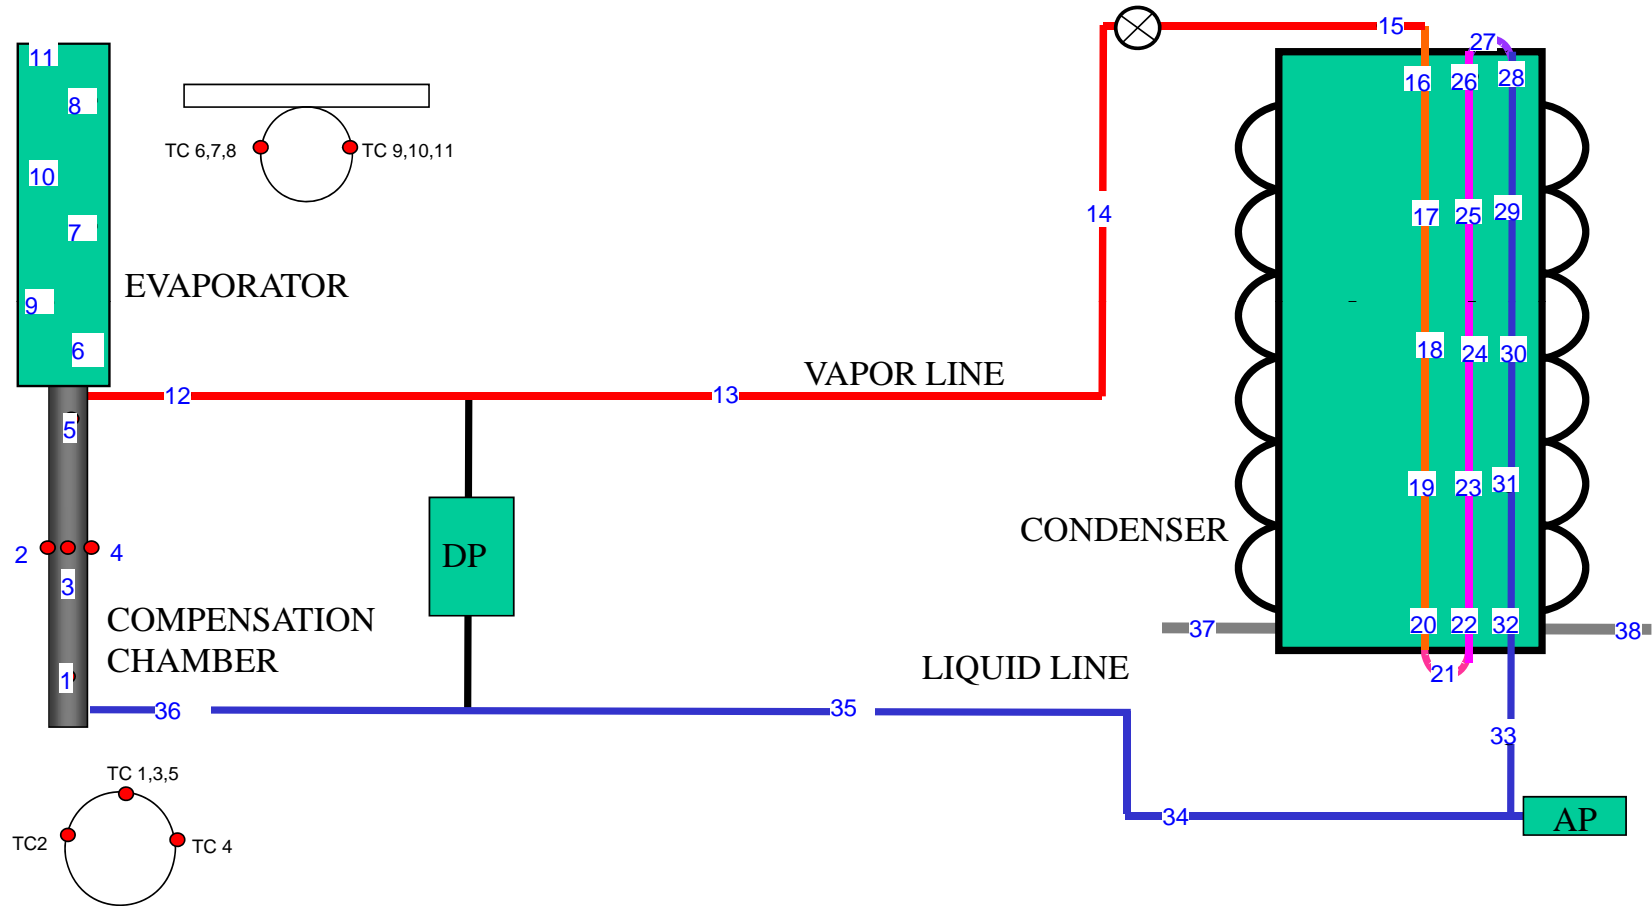 11
8
10
7
9
6
EVAPORATOR
TC 6,7,8
TC 9,10,11
12
13
VAPOR LINE
14
15
5
2
3
4
1
COMPENSATION
CHAMBER
DP
CONDENSER
16
17
18
19
20
21
22
23
24
25
26
27
28
29
30
31
32
37
38
LIQUID LINE
33
34
35
36
AP
TC 1,3,5
TC2
TC 4